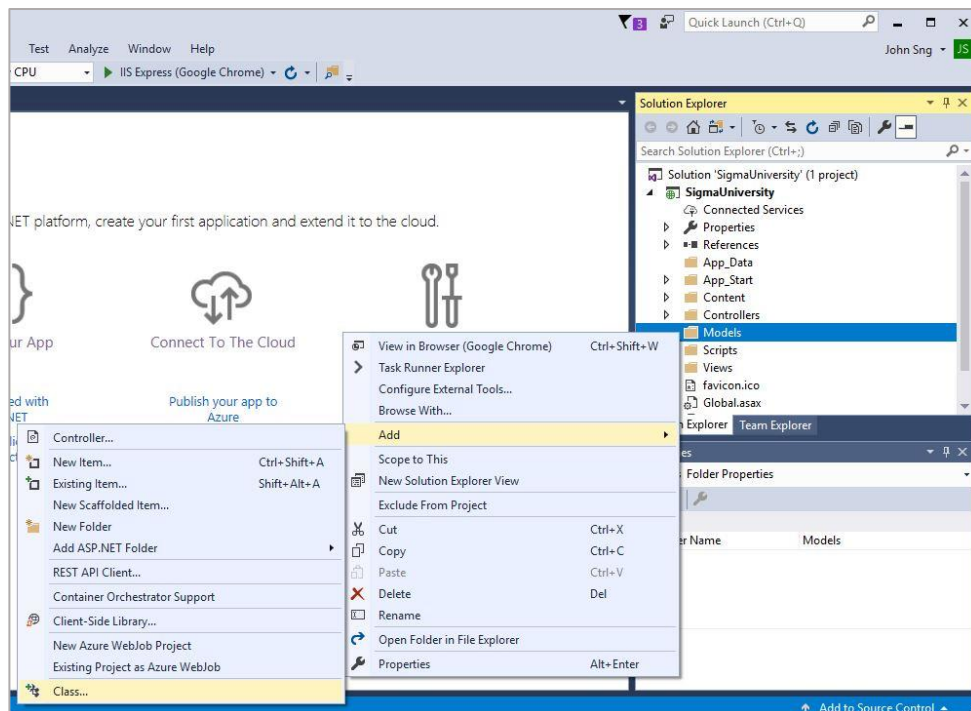 3
Quick Launch (Ctrl+Q)
Test Analyze Window Help
John Sng
JS
CPU
IIS Express (Google Chrome)
Solution Explorer
Search Solution Explorer (Ctrl+;)
Solution 'SigmaUniversity' (1 project)
SigmaUniversity
Connected Services
Properties
References
App_Data
App_Start
Content
Controllers
Models
Scripts
Views
favicon.ico
Global.asax
Explorer Team Explorer
.NET platform, create your first application and extend it to the cloud.
App
Connect To The Cloud
ed with
Publish your app to
Azure
View in Browser (Google Chrome) Ctrl+Shift+W
Task Runner Explorer
Configure External Tools...
Browse With...
Add
Scope to This
New Solution Explorer View
Exclude From Project
Cut Ctrl+X
Copy Ctrl+C
Paste Ctrl+V
Delete Del
Rename
Open Folder in File Explorer
Properties Alt+Enter
Controller...
New Item... Ctrl+Shift+A
Existing Item... Shift+Alt+A
New Scaffolded Item...
New Folder
Add ASP.NET Folder
REST API Client...
Container Orchestrator Support
Client-Side Library...
New Azure WebJob Project
Existing Project as Azure WebJob
Class...
Folder Properties
Name Models
Add to Source Control